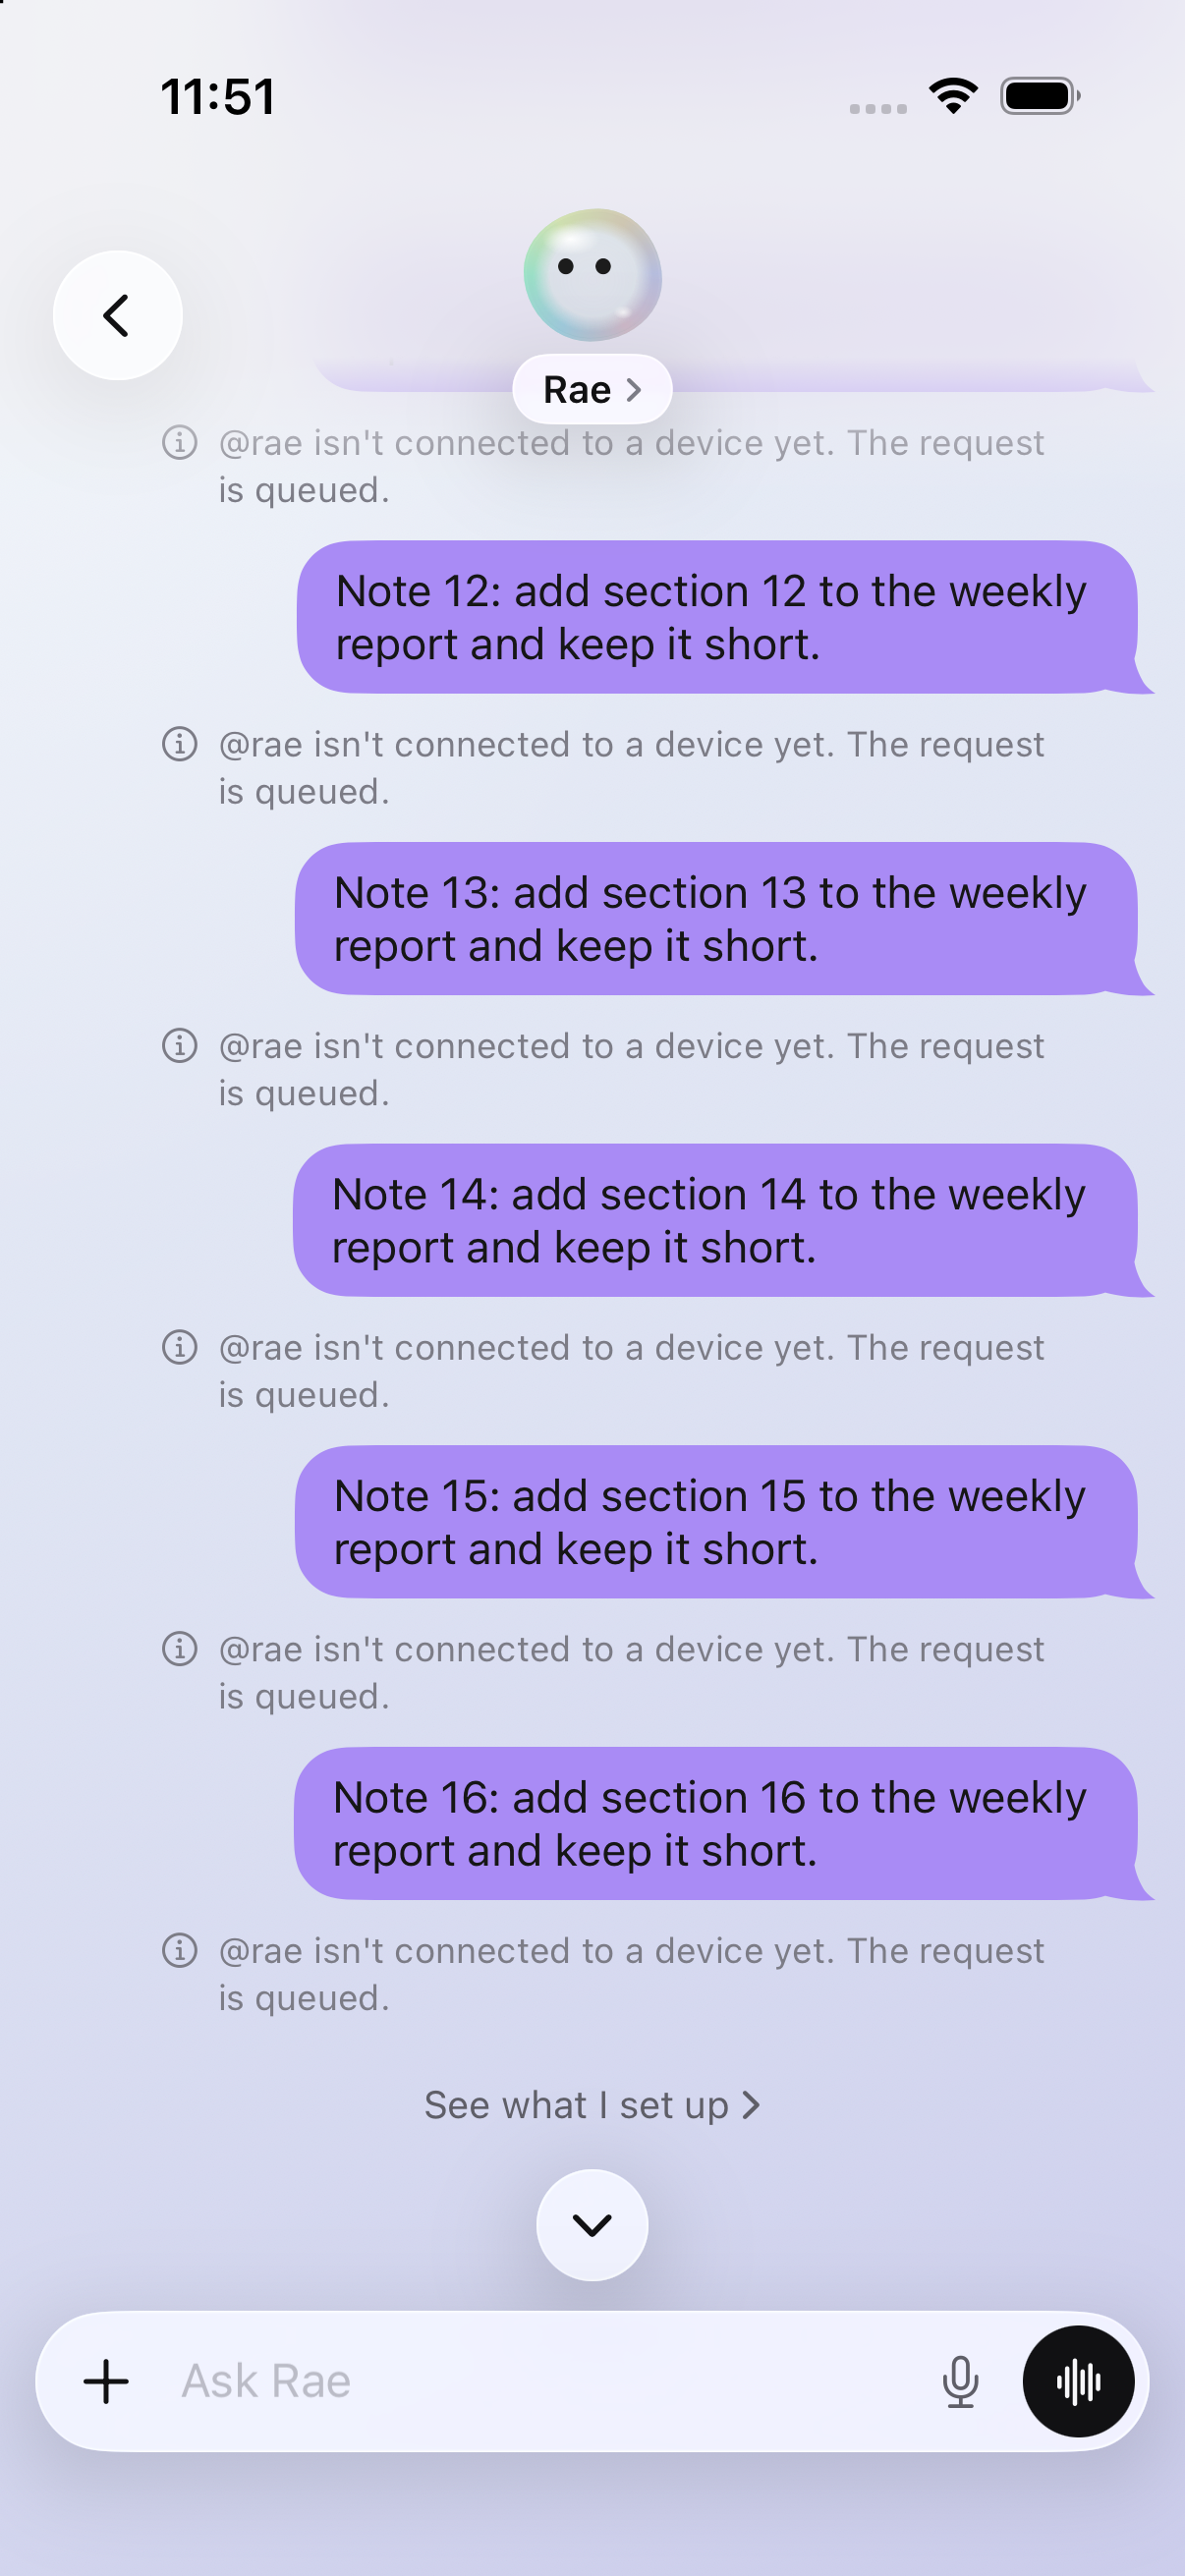 11:51
Rae
@rae isn't connected to a device yet. The request
is queued.
Note 12: add section 12 to the weekly
report and keep it short.
@rae isn't connected to a device yet. The request
is queued.
Note 13: add section 13 to the weekly
report and keep it short.
@rae isn't connected to a device yet. The request
is queued.
Note 14: add section 14 to the weekly
report and keep it short.
@rae isn't connected to a device yet. The request
is queued.
Note 15: add section 15 to the weekly
report and keep it short.
@rae isn't connected to a device yet. The request
is queued.
Note 16: add section 16 to the weekly
report and keep it short.
@rae isn't connected to a device yet. The request
is queued.
See what I set up
Ask Rae